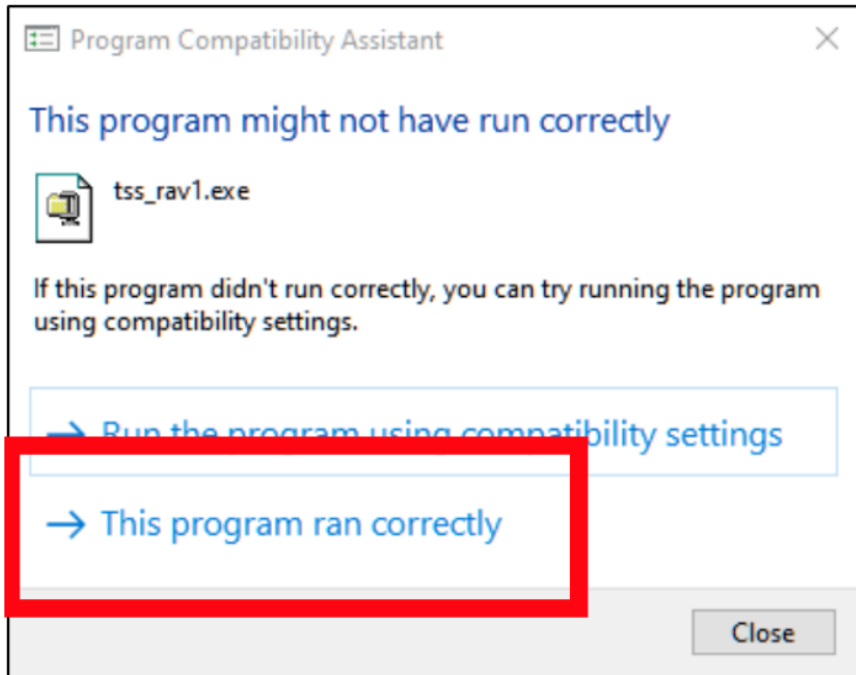 Program Compatibility Assistant
This program might not have run correctly
tss_rav1.exe
If this program didn't run correctly, you can try running the program
using compatibility settings.
Run the program using compatibility settings
This program ran correctly
Close